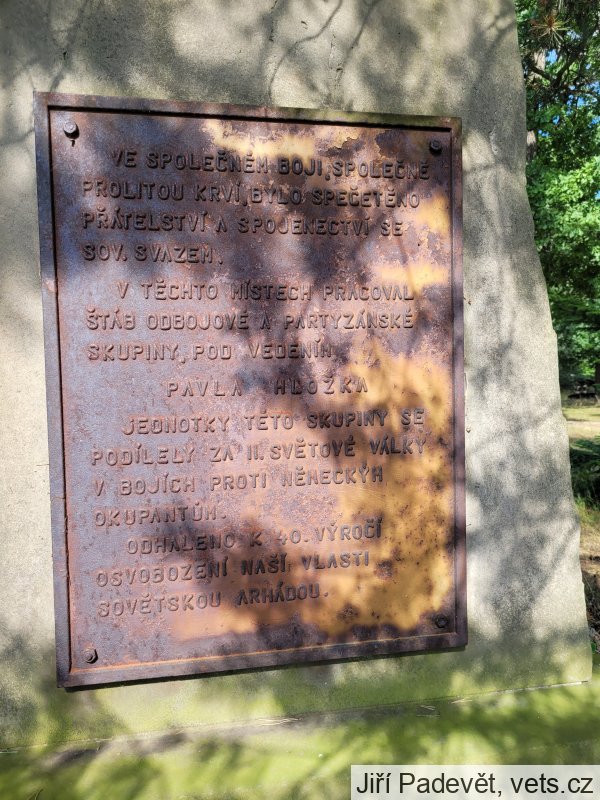 VE SPOLEČNÉM BOJI, SPOLEČNĚ
PROLITOU KRVÍ, BYLO SPEČETĚNO
PŘÁTELSTVÍ A SPOJENECTVÍ SE
SOV. SVAZEM.
V TĚCHTO MÍSTECH PRACOVAL
ŠTÁB ODBOJOVÉ A PARTYZÁNSKÉ
SKUPINY, POD VEDENÍM
PAVLA HLOŽKA
JEDNOTKY TÉTO SKUPINY SE
PODÍLELY ZA II. SVĚTOVÉ VÁLKY
V BOJÍCH PROTI NĚMECKÝM
OKUPANTŮM.
ODHALENO K 40. VÝROČÍ
OSVOBOZENÍ NAŠÍ VLASTI
SOVĚTSKOU ARMÁDOU.
Jiří Padevět, vets.cz